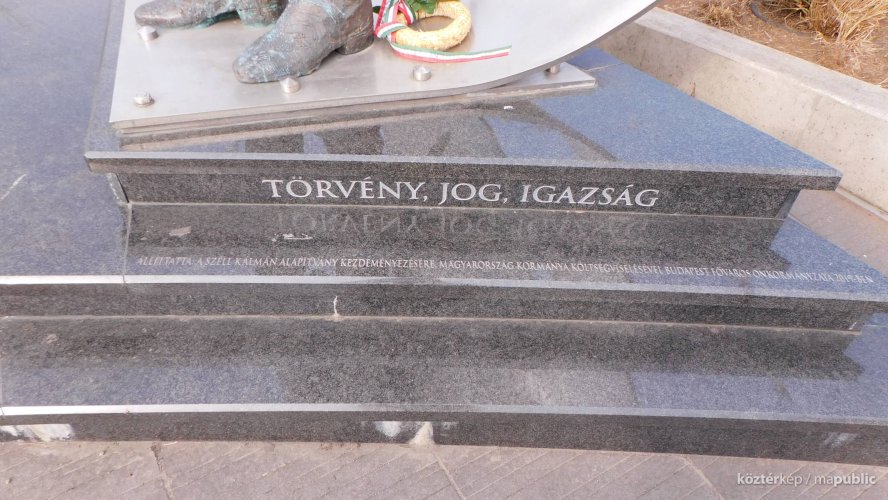 TÖRVÉNY, JOG, IGAZSÁG
ÁLLÍTTATTA: A SZÉLL KÁLMÁN ALAPÍTVÁNY KEZDEMÉNYEZÉSÉRE, MAGYARORSZÁG KORMÁNYA KÖLTSÉGVISELÉSÉVEL BUDAPEST FŐVÁROS ÖNKORMÁNYZATA
köztérkép / mapublic